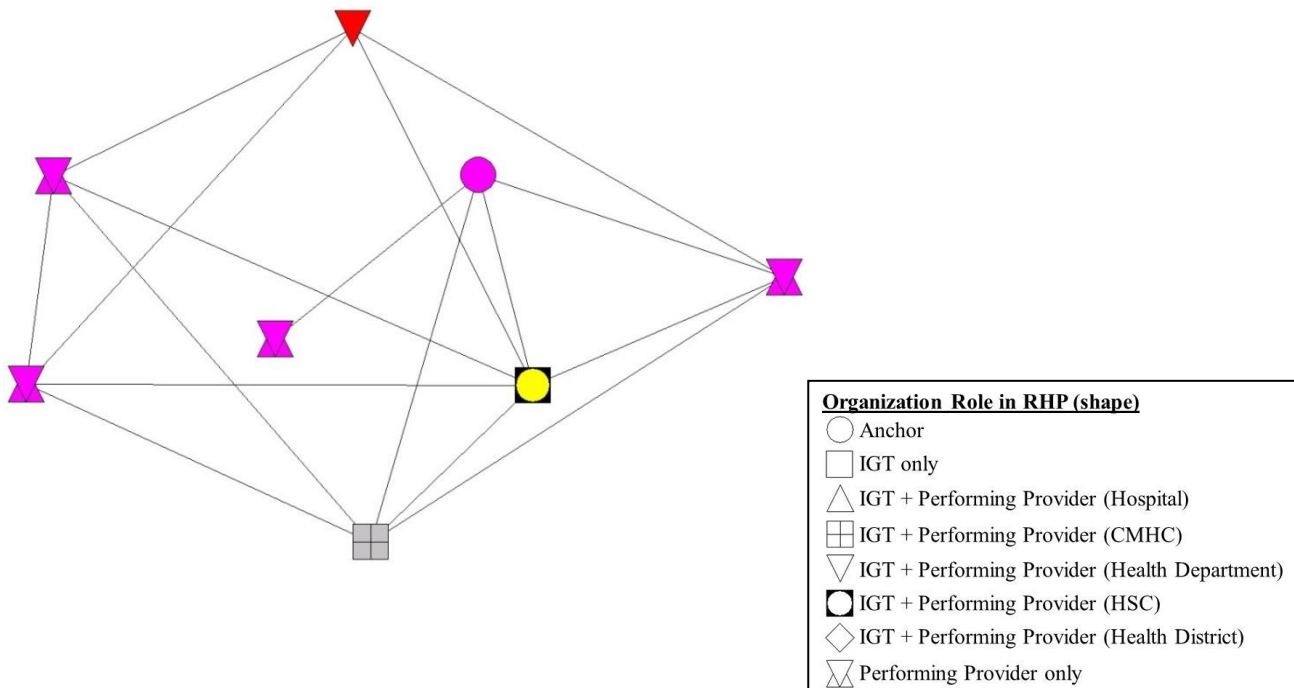 Organization Role in RHP (shape)
Anchor
IGT only
IGT + Performing Provider (Hospital)
IGT + Performing Provider (CMHC)
IGT + Performing Provider (Health Department)
IGT + Performing Provider (HSC)
IGT + Performing Provider (Health District)
Performing Provider only